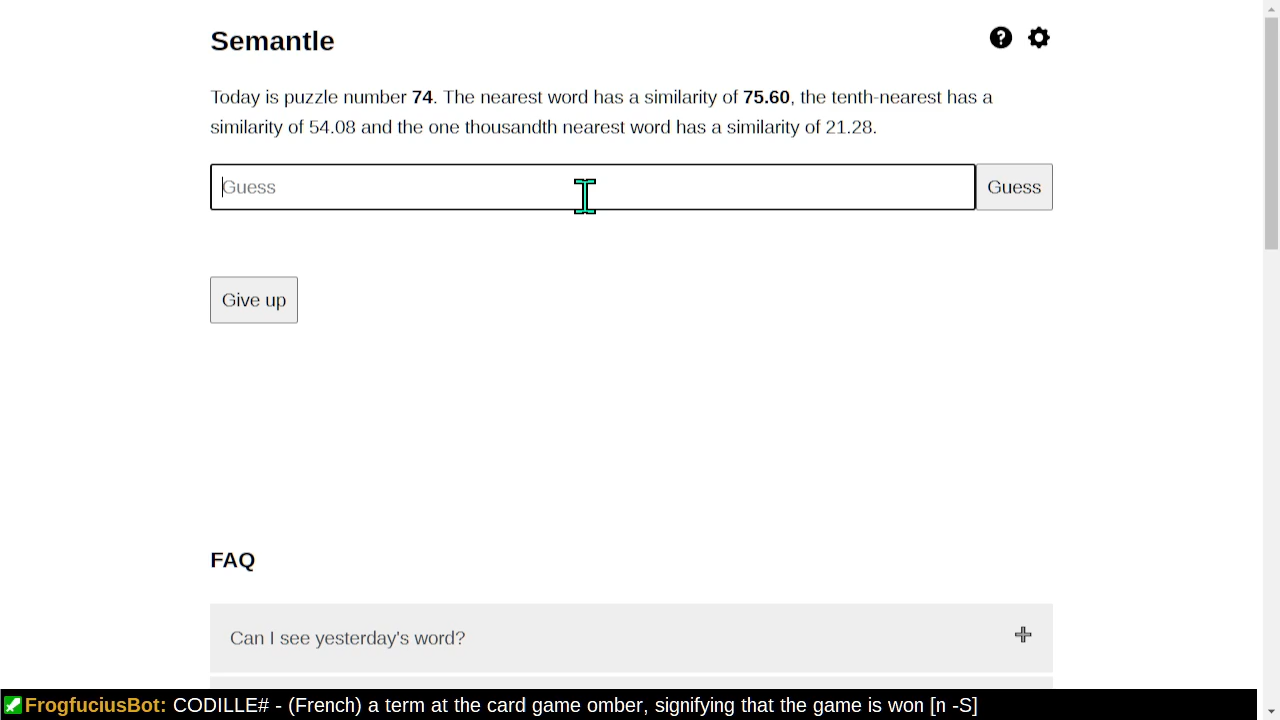 Semantle
Today is puzzle number 74. The nearest word has a similarity of 75.60, the tenth-nearest has a
similarity of 54.08 and the one thousandth nearest word has a similarity of 21.28.
Guess
Guess
Give up
FAQ
Can I see yesterday's word?
FrogfuciusBot: CODILLE# - (French) a term at the card game omber, signifying that the game is won [n -S]